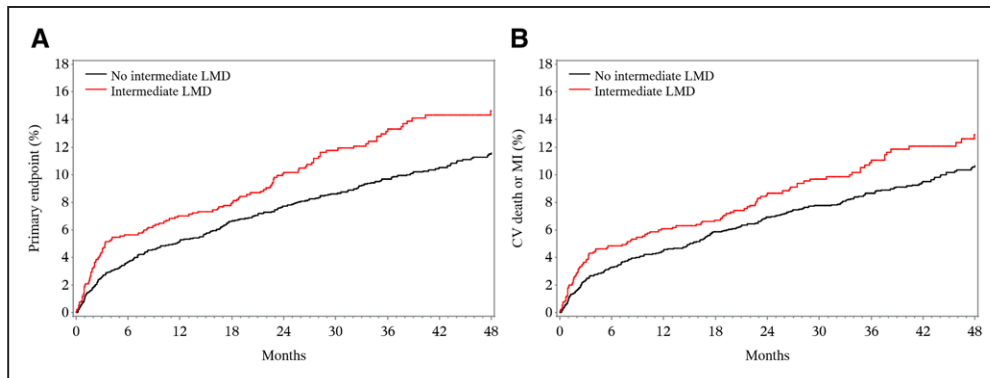 A
Primary endpoint (%)
18
16
14
12
10
8
6
4
2
0
No intermediate LMD
Intermediate LMD
0 6 12 18 24 30 36 42 48
Months
B
CV death or MI (%)
18
16
14
12
10
8
6
4
2
0
No intermediate LMD
Intermediate LMD
0 6 12 18 24 30 36 42 48
Months